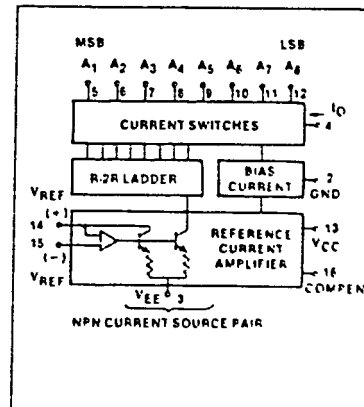 MSB LSB
A1 A2 A3 A4 A5 A6 A7 A8
5 6 7 8 9 10 11 12
CURRENT SWITCHES
IO
4
R-2R LADDER
BIAS
CURRENT
2
GND
VREF
(+)
14
15
(-)
VREF
REFERENCE
CURRENT
AMPLIFIER
13
VCC
16
COMPEN
VEE 3
NPN CURRENT SOURCE PAIR